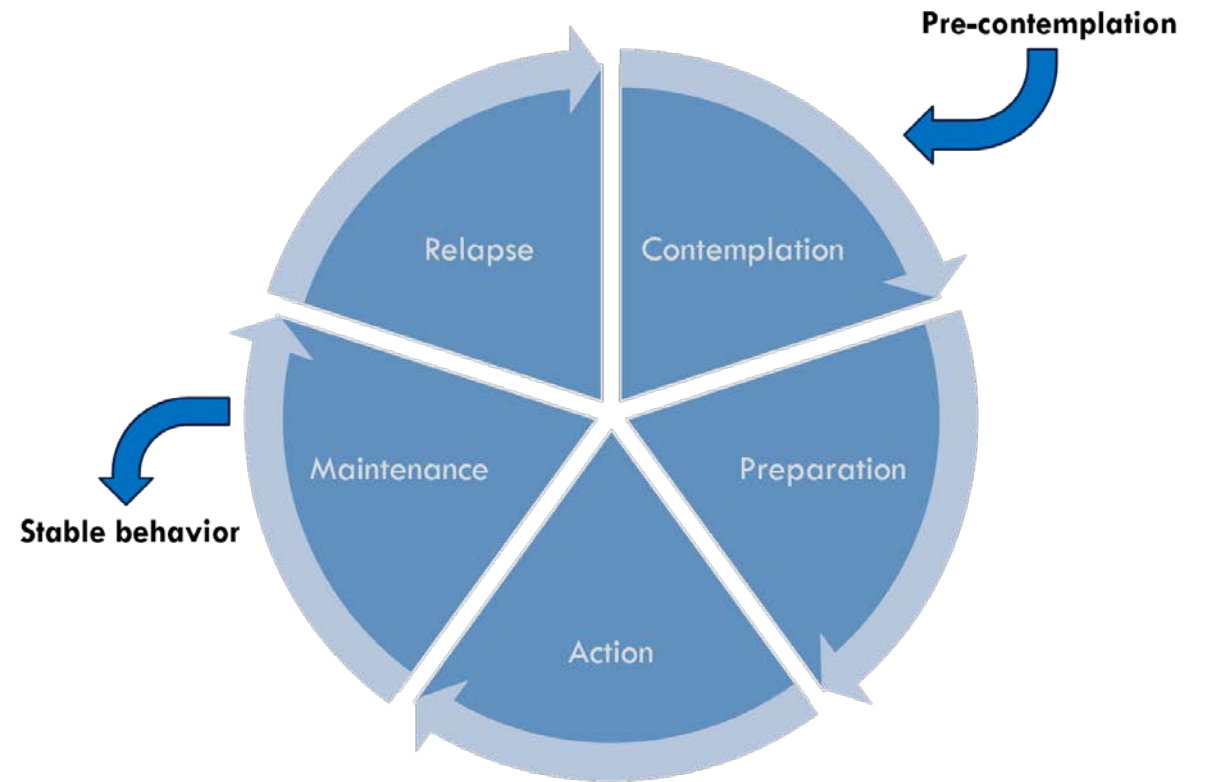 Pre-contemplation
Relapse
Contemplation
Maintenance
Preparation
Stable behavior
Action